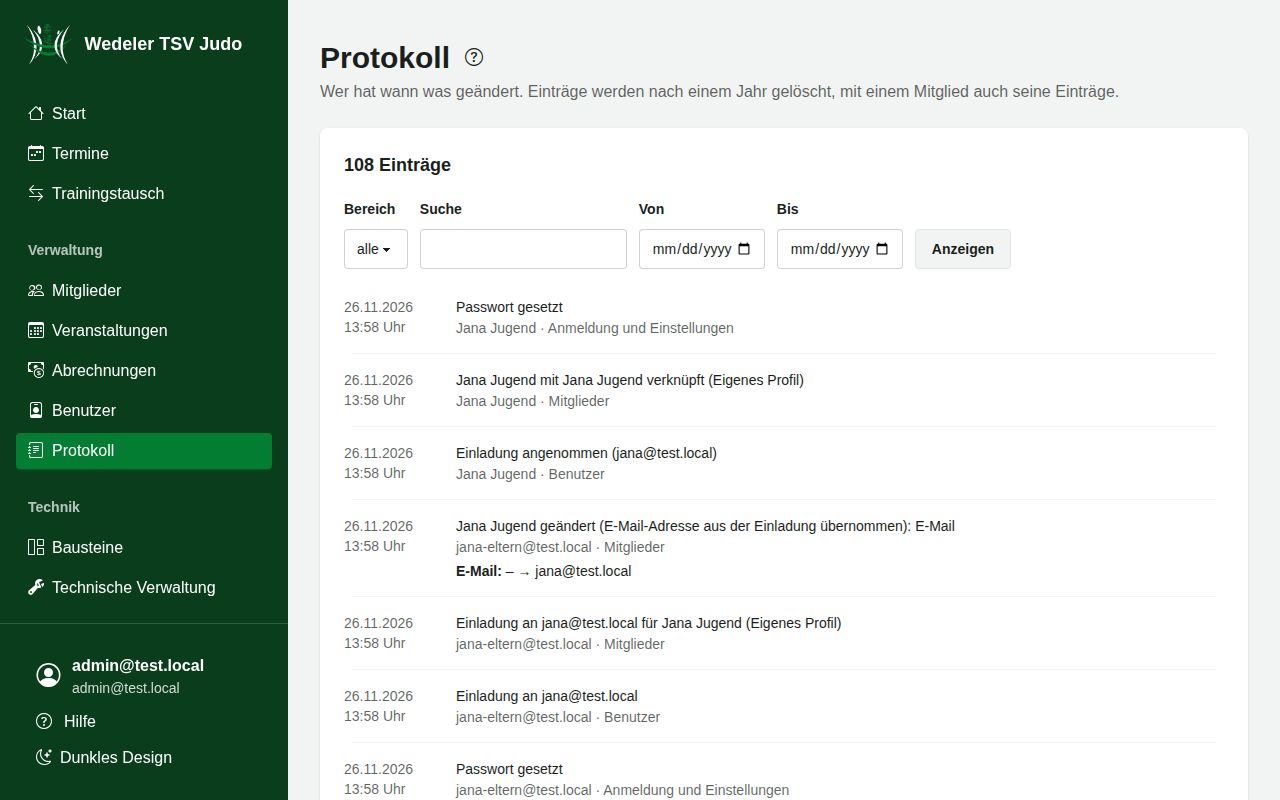 Wedeler TSV Judo
Start
Termine
Trainingstausch
Verwaltung
Mitglieder
Veranstaltungen
Abrechnungen
Benutzer
Protokoll
Technik
Bausteine
Technische Verwaltung
admin@test.local
admin@test.local
Hilfe
Dunkles Design
Protokoll
Wer hat wann was geändert. Einträge werden nach einem Jahr gelöscht, mit einem Mitglied auch seine Einträge.
108 Einträge
Bereich Suche Von Bis
alle mm/dd/yyyy mm/dd/yyyy Anzeigen
26.11.2026 Passwort gesetzt
13:58 Uhr Jana Jugend · Anmeldung und Einstellungen
26.11.2026 Jana Jugend mit Jana Jugend verknüpft (Eigenes Profil)
13:58 Uhr Jana Jugend · Mitglieder
26.11.2026 Einladung angenommen (jana@test.local)
13:58 Uhr Jana Jugend · Benutzer
26.11.2026 Jana Jugend geändert (E-Mail-Adresse aus der Einladung übernommen): E-Mail
13:58 Uhr jana-eltern@test.local · Mitglieder
E-Mail: – → jana@test.local
26.11.2026 Einladung an jana@test.local für Jana Jugend (Eigenes Profil)
13:58 Uhr jana-eltern@test.local · Mitglieder
26.11.2026 Einladung an jana@test.local
13:58 Uhr jana-eltern@test.local · Benutzer
26.11.2026 Passwort gesetzt
13:58 Uhr jana-eltern@test.local · Anmeldung und Einstellungen